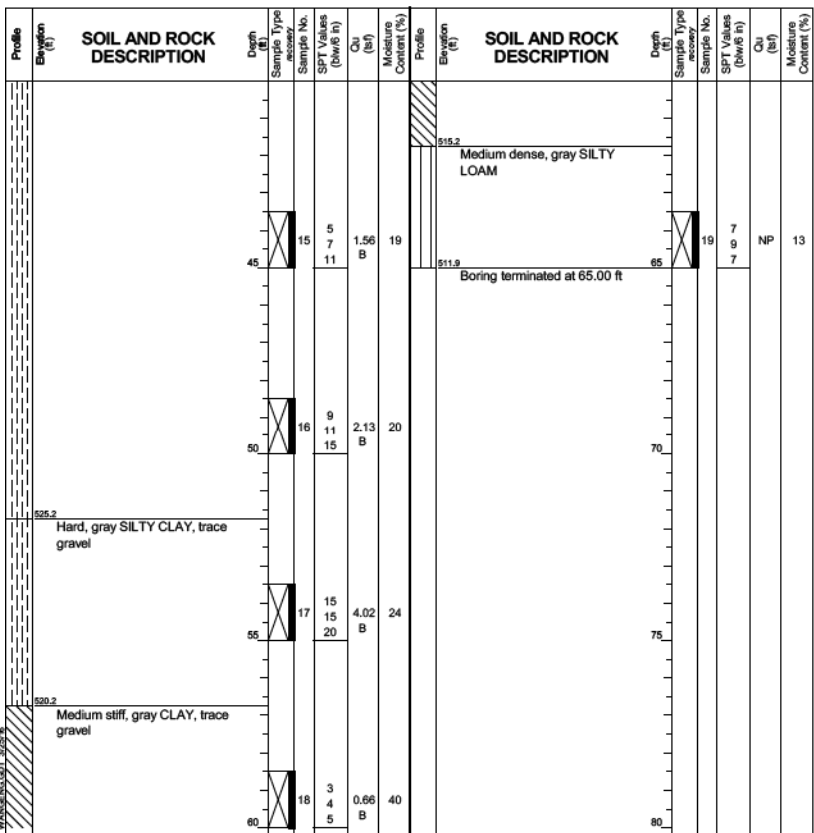 Profile
Elevation (ft)
SOIL AND ROCK
DESCRIPTION
Depth (ft)
Sample Type
recovery
Sample No.
SPT Values (blw/6 in)
Qu (tsf)
Moisture Content (%)
45
15
5
7
11
1.56
B
19
50
16
9
11
15
2.13
B
20
525.2
Hard, gray SILTY CLAY, trace
gravel
55
17
15
15
20
4.02
B
24
520.2
Medium stiff, gray CLAY, trace
gravel
60
18
3
4
5
0.66
B
40
Profile
Elevation (ft)
SOIL AND ROCK
DESCRIPTION
Depth (ft)
Sample Type
recovery
Sample No.
SPT Values (blw/6 in)
Qu (tsf)
Moisture Content (%)
515.2
Medium dense, gray SILTY
LOAM
19
7
9
7
NP
13
511.9
65
Boring terminated at 65.00 ft
70
75
80